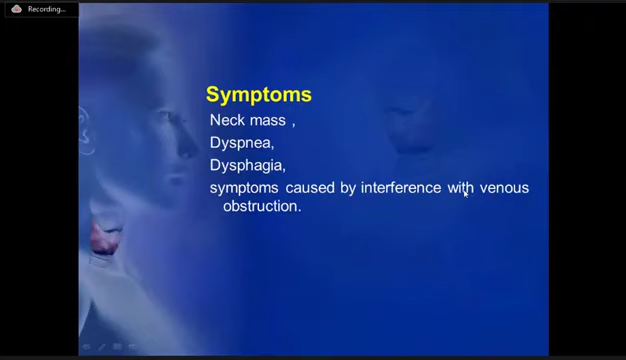 Recording...
Symptoms
Neck mass ,
Dyspnea,
Dysphagia,
symptoms caused by interference with venous
obstruction.